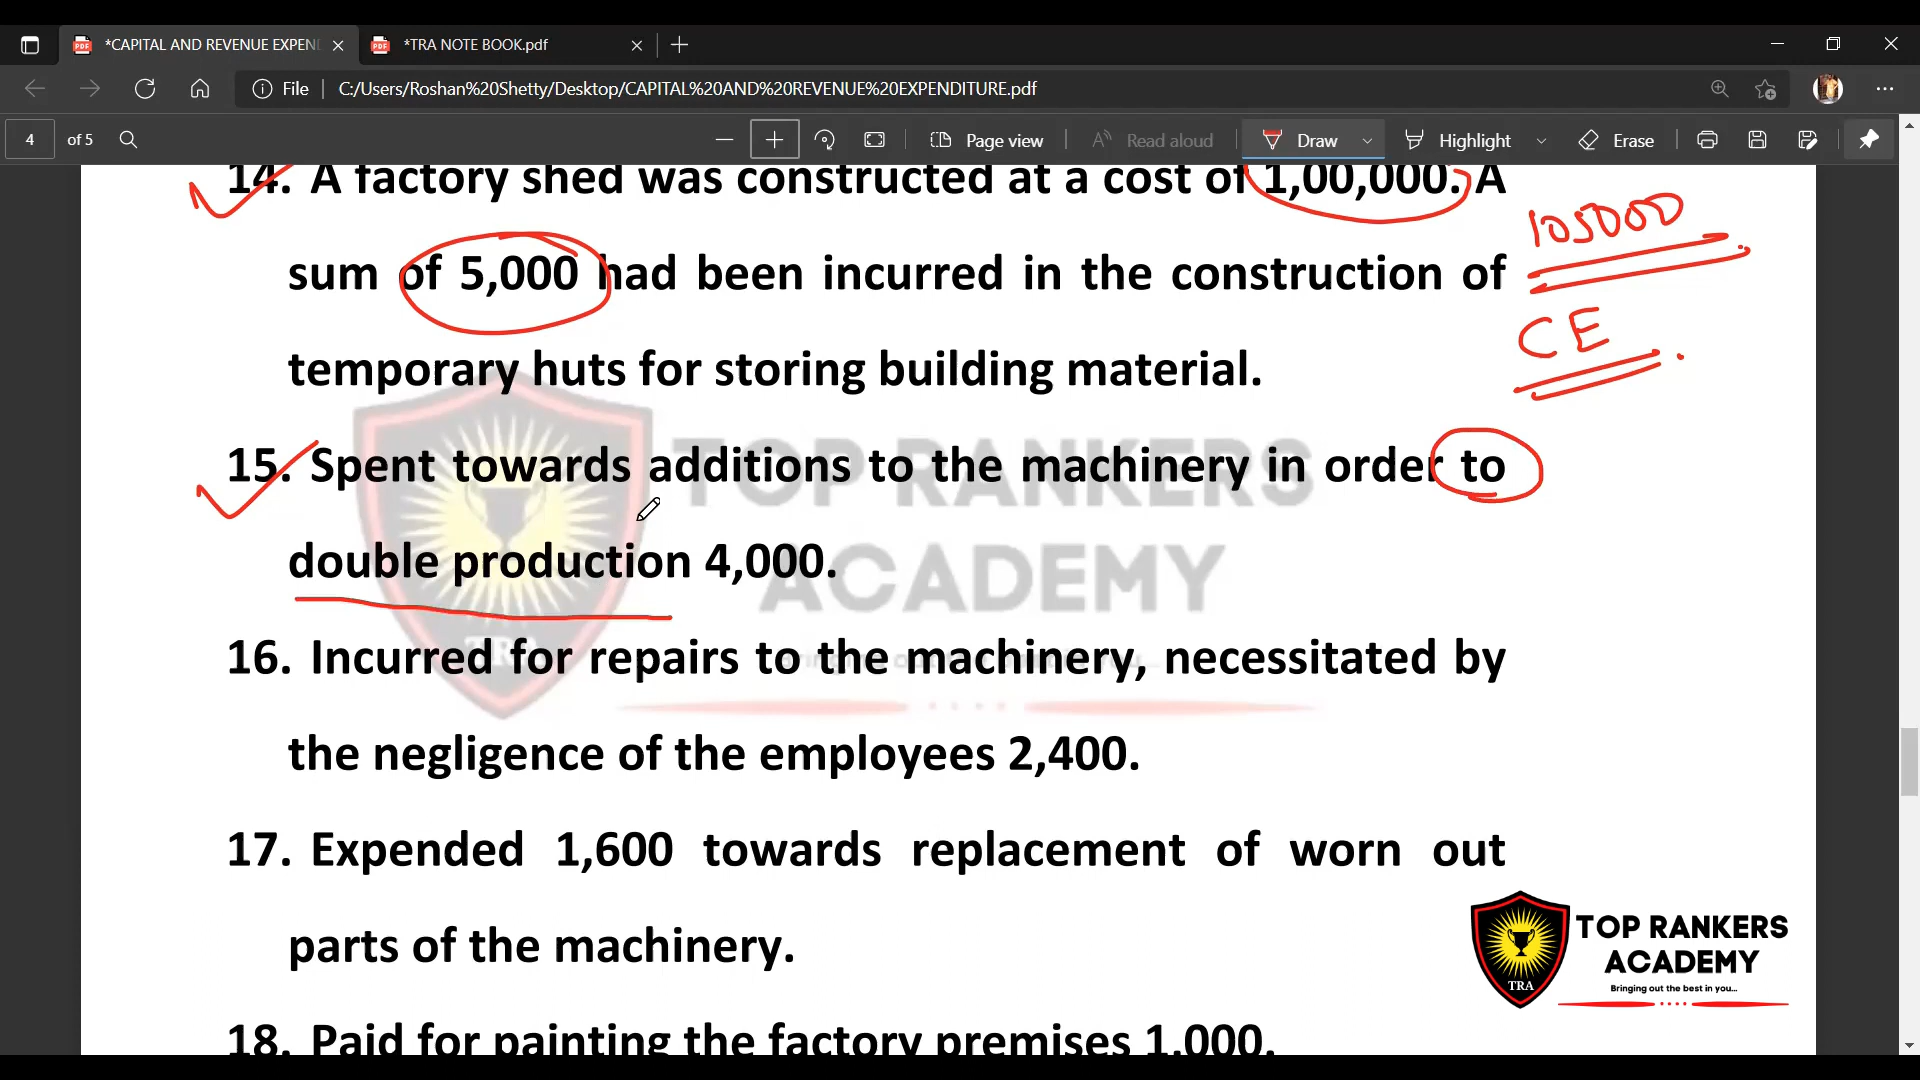 *CAPITAL AND REVENUE EXPEN
*TRA NOTE BOOK.pdf
File
C:/Users/Roshan%20Shetty/Desktop/CAPITAL%20AND%20REVENUE%20EXPENDITURE.pdf
4 of 5
Page view
Read aloud
Draw
Highlight
Erase
14. A factory shed was constructed at a cost of 1,00,000. A
sum of 5,000 had been incurred in the construction of
temporary huts for storing building material.
105000
CE
15. Spent towards additions to the machinery in order to
double production 4,000.
16. Incurred for repairs to the machinery, necessitated by
the negligence of the employees 2,400.
17. Expended 1,600 towards replacement of worn out
parts of the machinery.
18. Paid for painting the factory premises 1,000.
TOP RANKERS
ACADEMY
TRA
TOP RANKERS
ACADEMY
Bringing out the best in you...
TRA